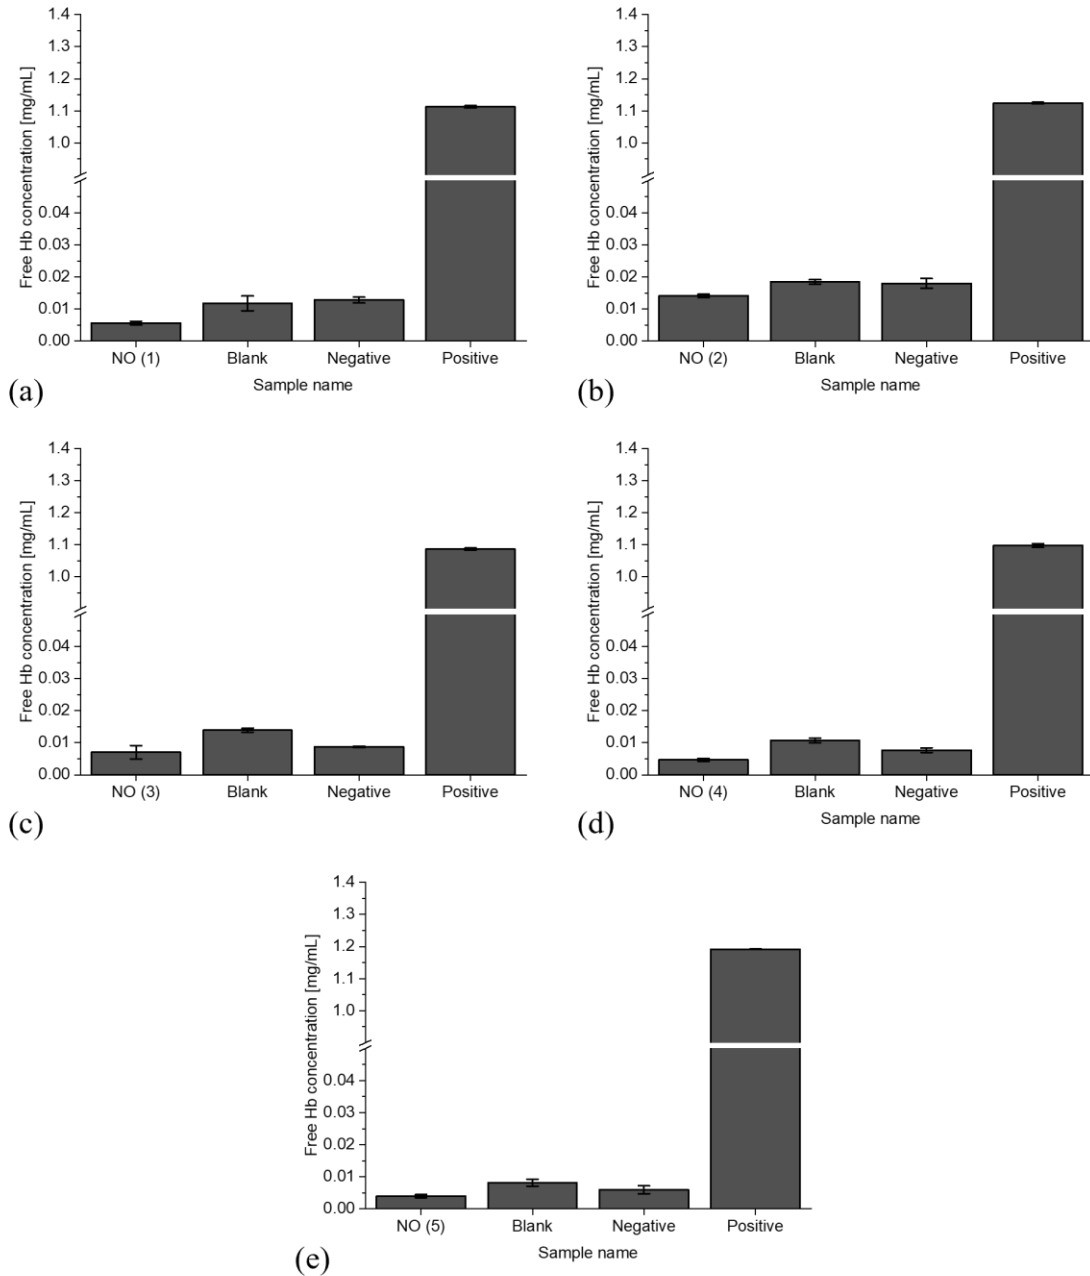 Free Hb concentration [mg/mL]
1.4
1.3
1.2
1.1
1.0
0.04
0.03
0.02
0.01
0.00
NO (1) Blank Negative Positive
Sample name
(a)
Free Hb concentration [mg/mL]
1.4
1.3
1.2
1.1
1.0
0.04
0.03
0.02
0.01
0.00
NO (2) Blank Negative Positive
Sample name
(b)
Free Hb concentration [mg/mL]
1.4
1.3
1.2
1.1
1.0
0.04
0.03
0.02
0.01
0.00
NO (3) Blank Negative Positive
(c)
Free Hb concentration [mg/mL]
1.4
1.3
1.2
1.1
1.0
0.04
0.03
0.02
0.01
0.00
NO (4) Blank Negative Positive
Sample name
(d)
Free Hb concentration [mg/mL]
1.4
1.3
1.2
1.1
1.0
0.04
0.03
0.02
0.01
0.00
NO (5) Blank Negative Positive
Sample name
(e)